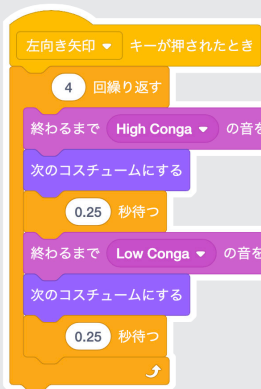 左向き矢印 キーが押されたとき
4 回繰り返す
終わるまで High Conga の音を
次のコスチュームにする
0.25 秒待つ
終わるまで Low Conga の音を
次のコスチュームにする
0.25 秒待つ